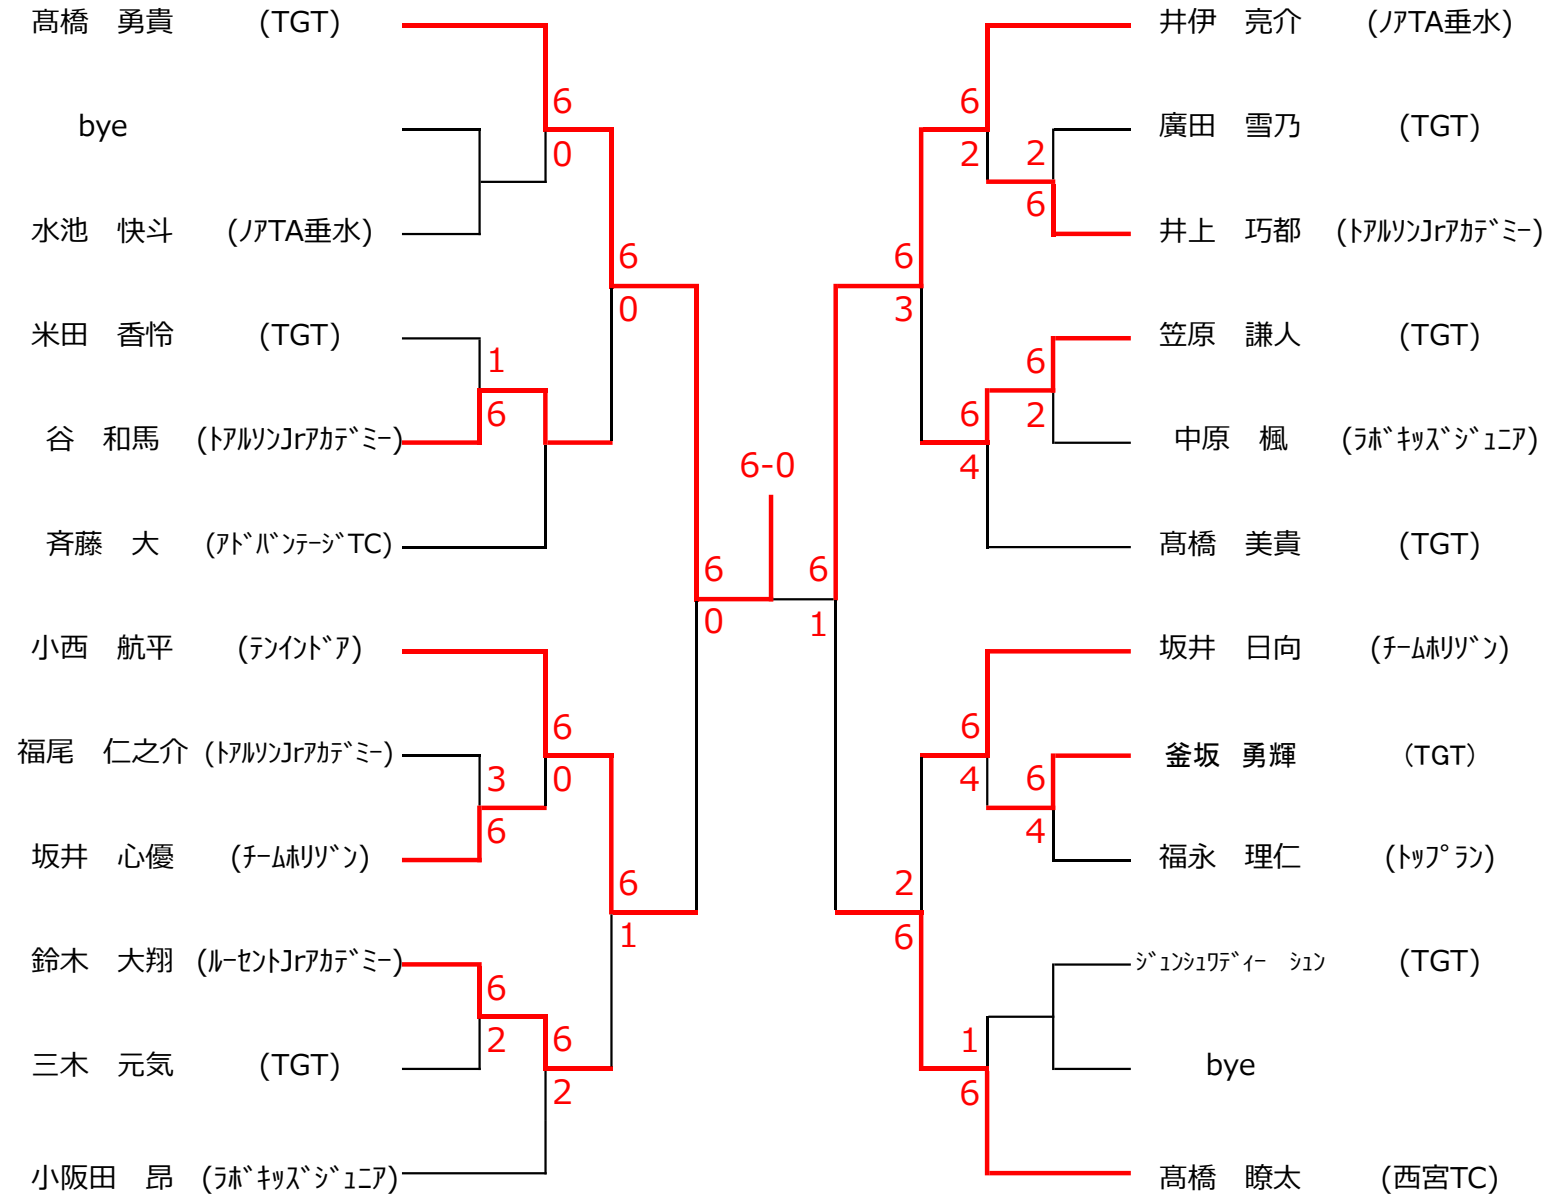 髙橋　勇貴　(TGT)
6
0
bye
水池　快斗　(ﾉｱTA垂水)
6
0
米田　香怜　(TGT)
1
6
谷　和馬　(ﾄｱﾙｿﾝJrｱｶﾃﾞﾐｰ)
斉藤　大　(ｱﾄﾞﾊﾞﾝﾃｰｼﾞTC)
6
0
小西　航平　(ﾃﾝｲﾝﾄﾞｱ)
6
0
福尾　仁之介　(ﾄｱﾙｿﾝJrｱｶﾃﾞﾐｰ)
3
6
坂井　心優　(ﾁｰﾑﾎﾘｿﾞﾝ)
6
1
鈴木　大翔　(ﾙｰｾﾝﾄJrｱｶﾃﾞﾐｰ)
6
2
6
2
三木　元気　(TGT)
小阪田　昂　(ﾗﾎﾞｷｯｽﾞｼﾞｭﾆｱ)
6-0
井伊　亮介　(ﾉｱTA垂水)
6
2
廣田　雪乃　(TGT)
2
6
井上　巧都　(ﾄｱﾙｿﾝJrｱｶﾃﾞﾐｰ)
6
3
笠原　謙人　(TGT)
6
2
中原　楓　(ﾗﾎﾞｷｯｽﾞｼﾞｭﾆｱ)
6
4
髙橋　美貴　(TGT)
6
1
坂井　日向　(ﾁｰﾑﾎﾘｿﾞﾝ)
6
4
釜坂　勇輝　（TGT）
6
4
福永　理仁　(ﾄｯﾌﾟﾗﾝ)
2
6
ｼﾞｭﾝｼｭﾜﾃﾞｨｰ　ｼｭﾝ　(TGT)
1
6
bye
髙橋　瞭太　(西宮TC)